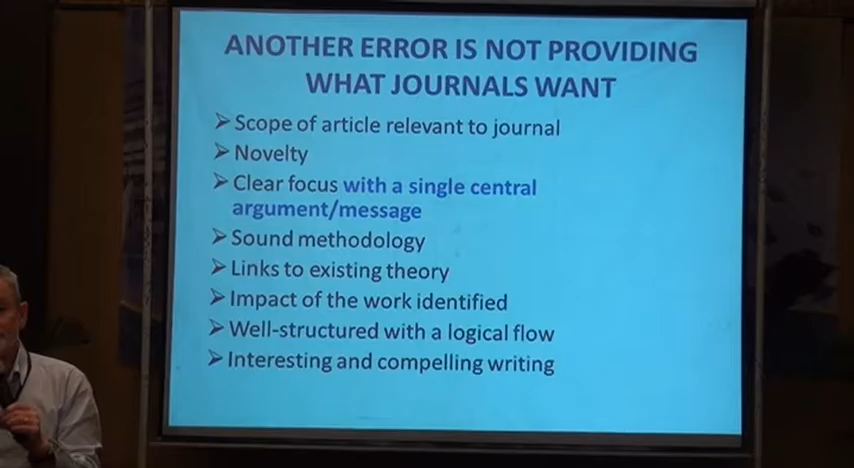 ANOTHER ERROR IS NOT PROVIDING
WHAT JOURNALS WANT
➢ Scope of article relevant to journal
➢ Novelty
➢ Clear focus with a single central
argument/message
➢ Sound methodology
➢ Links to existing theory
➢ Impact of the work identified
➢ Well-structured with a logical flow
➢ Interesting and compelling writing